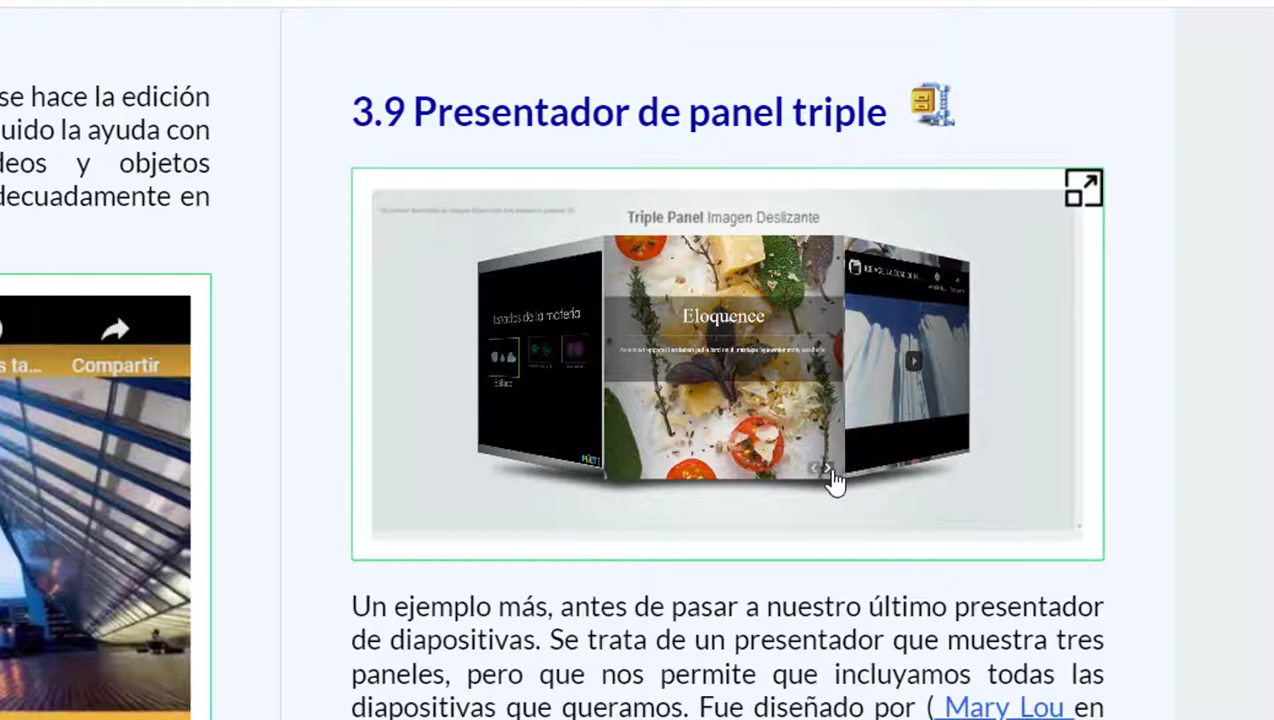 se hace la edición
uido la ayuda con
deos y objetos
decuadamente en
s ta...
Compartir
3.9 Presentador de panel triple
Triple Panel Imagen Deslizante
Estados de la materia
Eloquence
Un ejemplo más, antes de pasar a nuestro último presentador
de diapositivas. Se trata de un presentador que muestra tres
paneles, pero que nos permite que incluyamos todas las
diapositivas que queramos. Fue diseñado por ( Mary Lou en